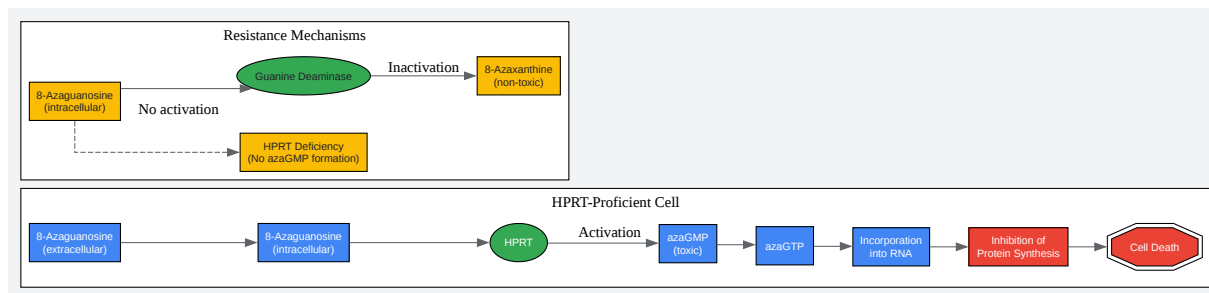 Resistance Mechanisms
8-Azaguanosine
(intracellular)
No activation
Guanine Deaminase
Inactivation
8-Azaxanthine
(non-toxic)
HPRT Deficiency
(No azaGMP formation)
HPRT-Proficient Cell
8-Azaguanosine
(extracellular)
8-Azaguanosine
(intracellular)
HPRT
Activation
azaGMP
(toxic)
azaGTP
Incorporation
into RNA
Inhibition of
Protein Synthesis
Cell Death